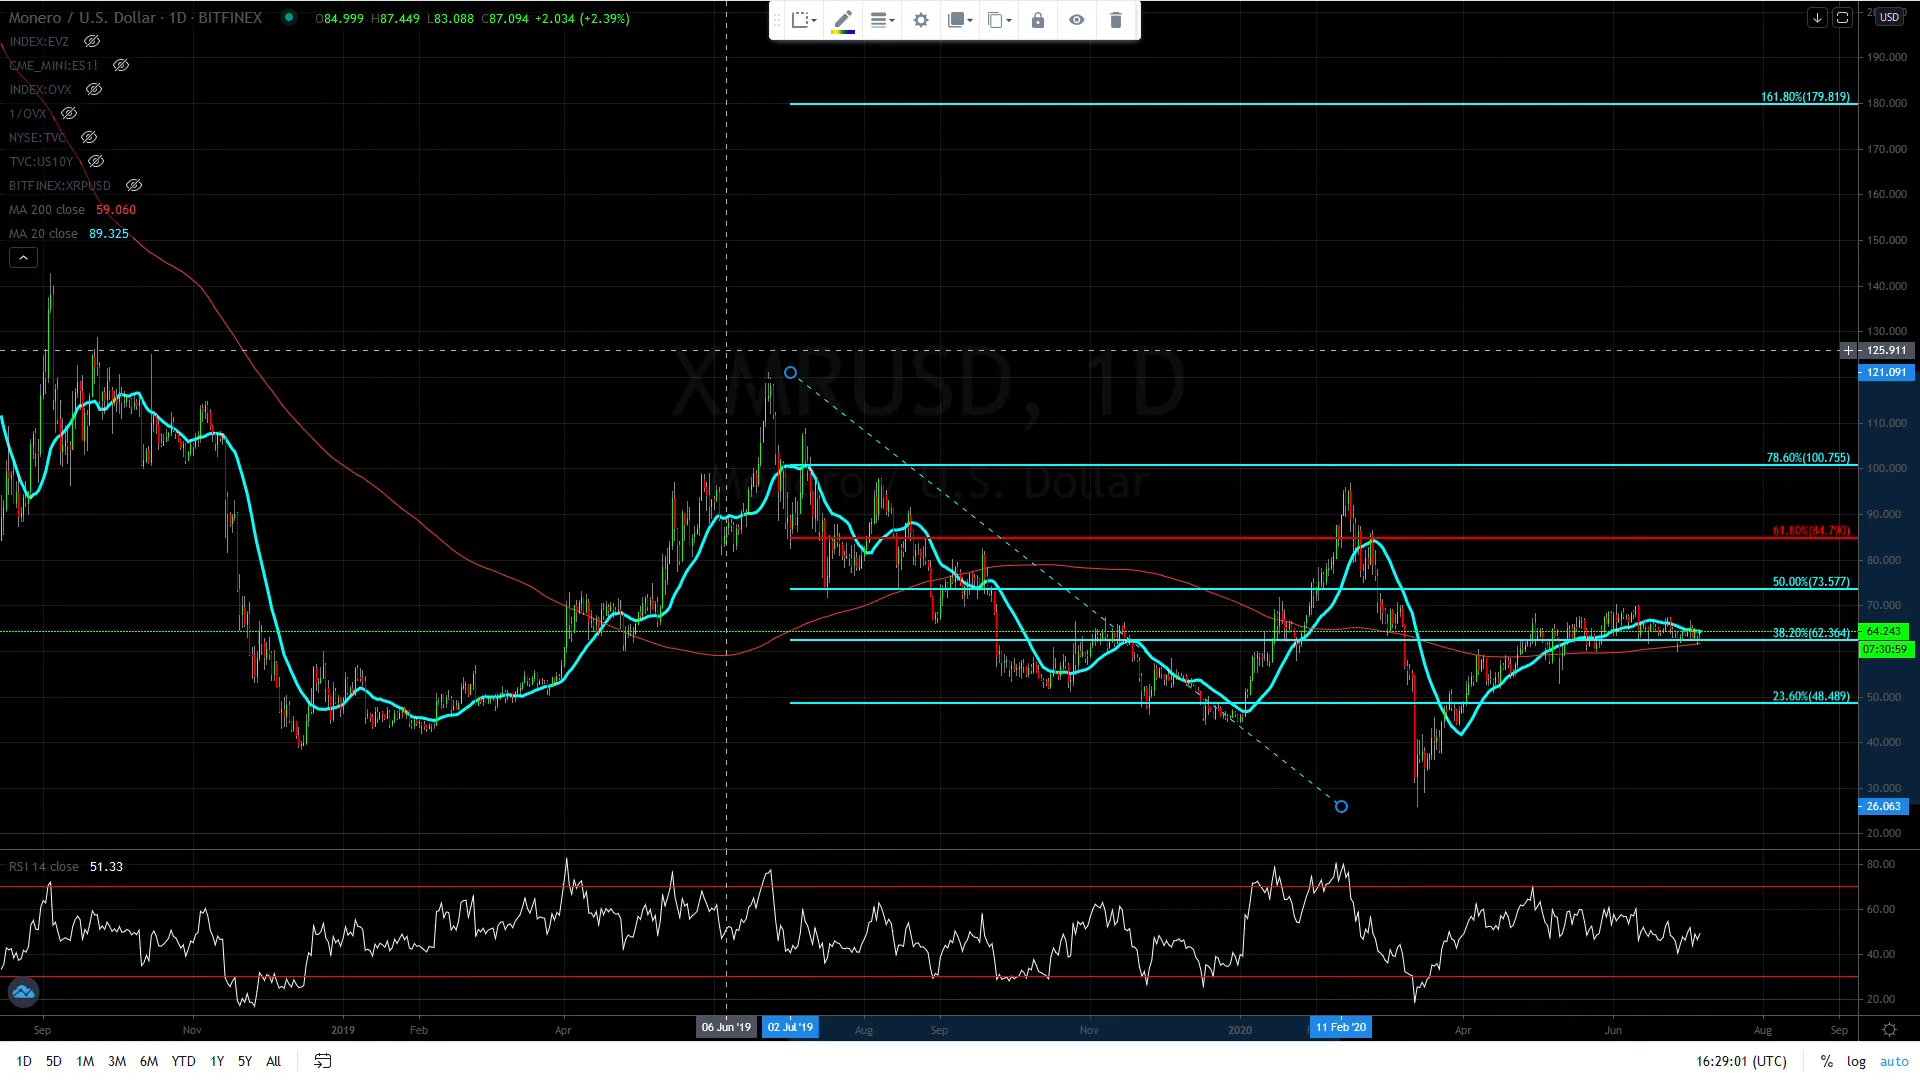 Monero / U.S. Dollar · 1D · BITFINEX O84.999 H87.449 L83.088 C87.094 +2.034 (+2.39%)
INDEX:EVZ
CME_MINI:ES1!
INDEX:OVX
1/OVX
NYSE:TVC
TVC:US10Y
BITFINEX:XRPUSD
MA 200 close 59.060
MA 20 close 89.325
USD
190.000
161.80%(179.819)
180.000
170.000
160.000
150.000
140.000
130.000
125.911
XMRUSD, 1D
121.091
110.000
78.60%(100.755)
100.000
Monero / U.S. Dollar
90.000
61.80%(84.790)
80.000
50.00%(73.577)
70.000
38.20%(62.364)
64.243
07:30:59
23.60%(48.489)
50.000
40.000
30.000
26.063
20.000
RSI 14 close 51.33
80.00
60.00
40.00
20.00
Sep Nov 2019 Feb Apr 06 Jun '19 02 Jul '19 Aug Sep Nov 2020 11 Feb '20 Apr Jun Aug Sep
1D 5D 1M 3M 6M YTD 1Y 5Y All 16:29:01 (UTC) % log auto